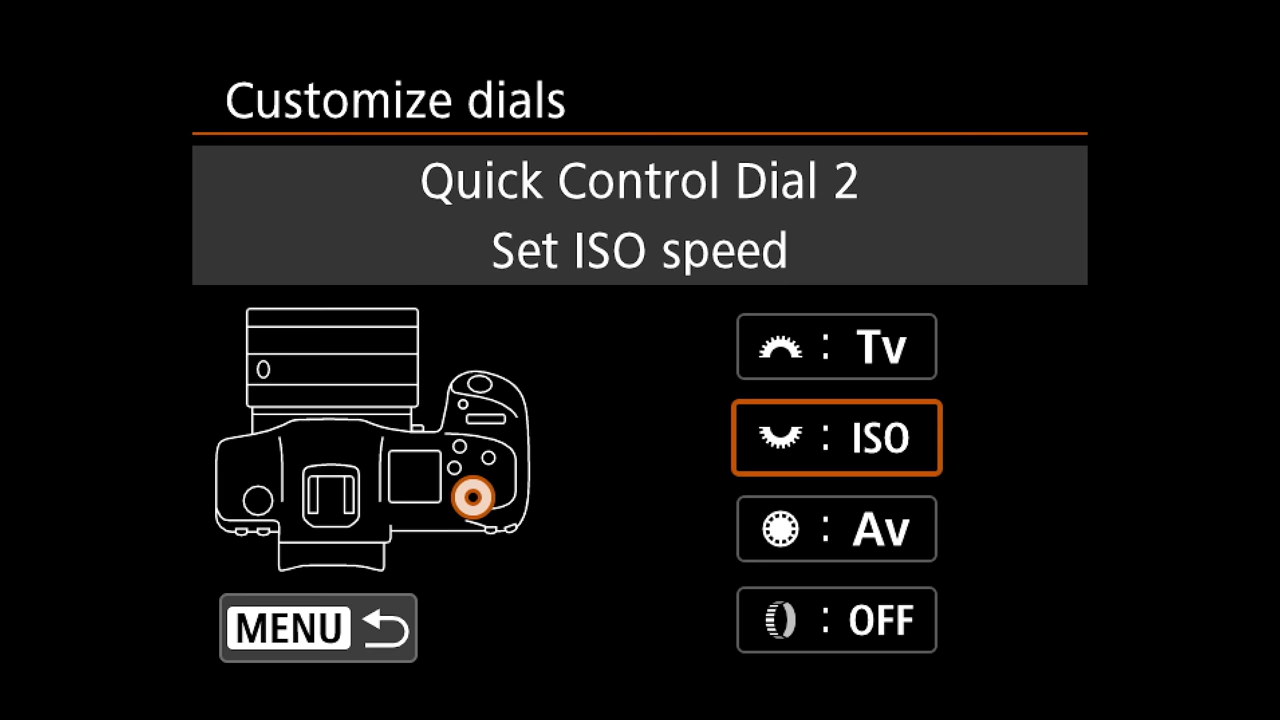 Customize dials
Quick Control Dial 2
Set ISO speed
: Tv
: ISO
: Av
: OFF
MENU